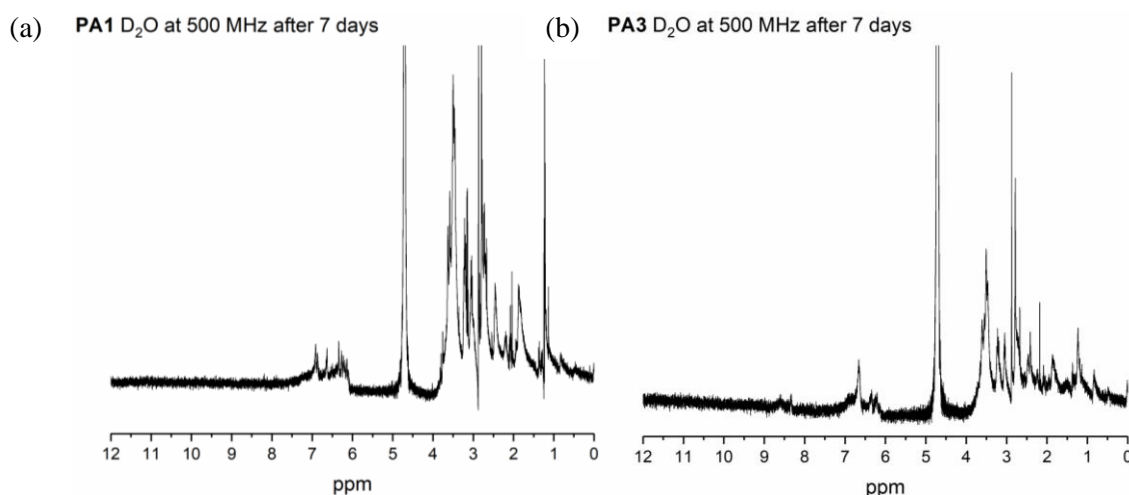 (a) PA1 D₂O at 500 MHz after 7 days
(b) PA3 D₂O at 500 MHz after 7 days
12 11 10 9 8 7 6 5 4 3 2 1 0
ppm
12 11 10 9 8 7 6 5 4 3 2 1 0
ppm